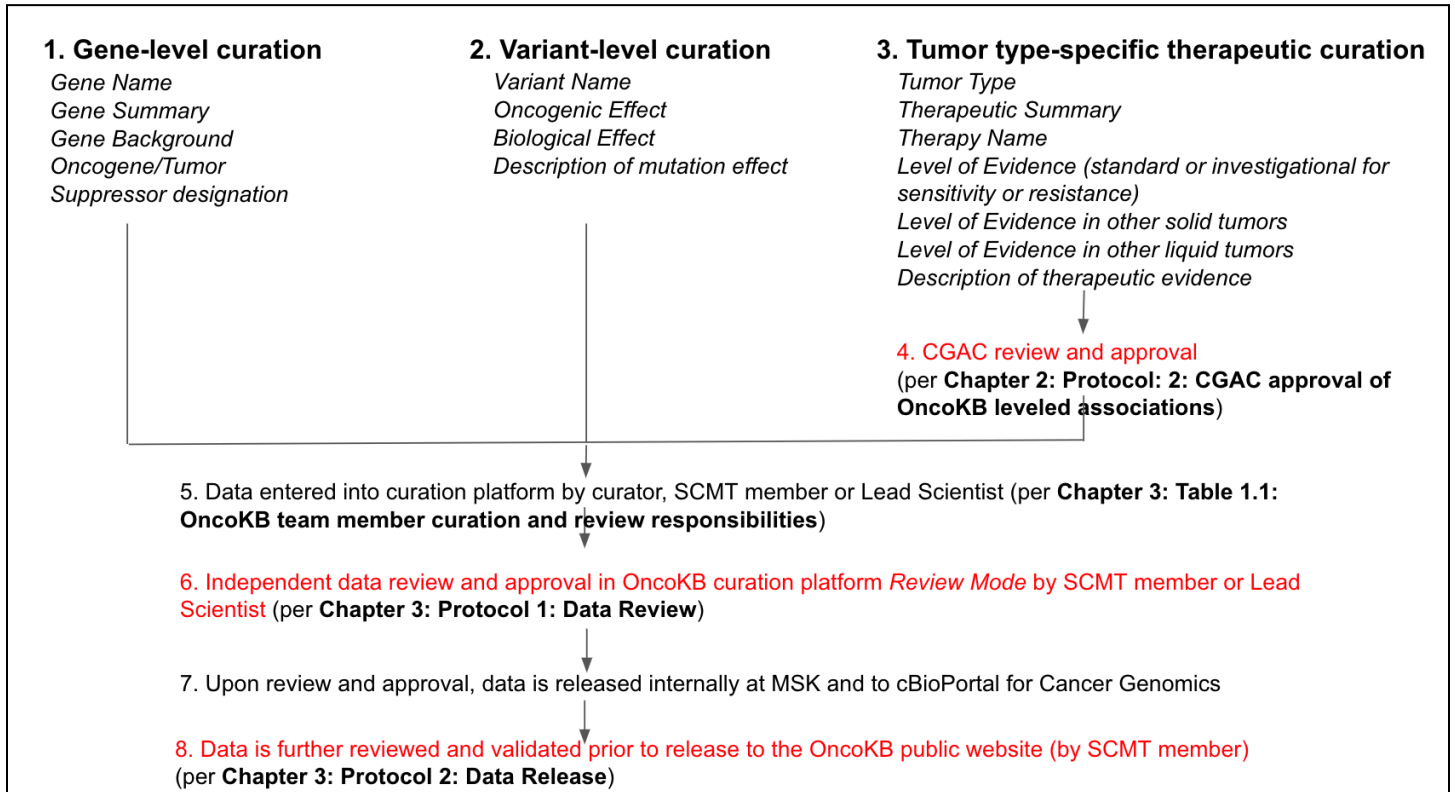 1. Gene-level curation
Gene Name
Gene Summary
Gene Background
Oncogene/Tumor
Suppressor designation
2. Variant-level curation
Variant Name
Oncogenic Effect
Biological Effect
Description of mutation effect
3. Tumor type-specific therapeutic curation
Tumor Type
Therapeutic Summary
Therapy Name
Level of Evidence (standard or investigational for
sensitivity or resistance)
Level of Evidence in other solid tumors
Level of Evidence in other liquid tumors
Description of therapeutic evidence
4. CGAC review and approval
(per Chapter 2: Protocol: 2: CGAC approval of
OncoKB leveled associations)
5. Data entered into curation platform by curator, SCMT member or Lead Scientist (per Chapter 3: Table 1.1:
OncoKB team member curation and review responsibilities)
6. Independent data review and approval in OncoKB curation platform Review Mode by SCMT member or Lead
Scientist (per Chapter 3: Protocol 1: Data Review)
7. Upon review and approval, data is released internally at MSK and to cBioPortal for Cancer Genomics
8. Data is further reviewed and validated prior to release to the OncoKB public website (by SCMT member)
(per Chapter 3: Protocol 2: Data Release)